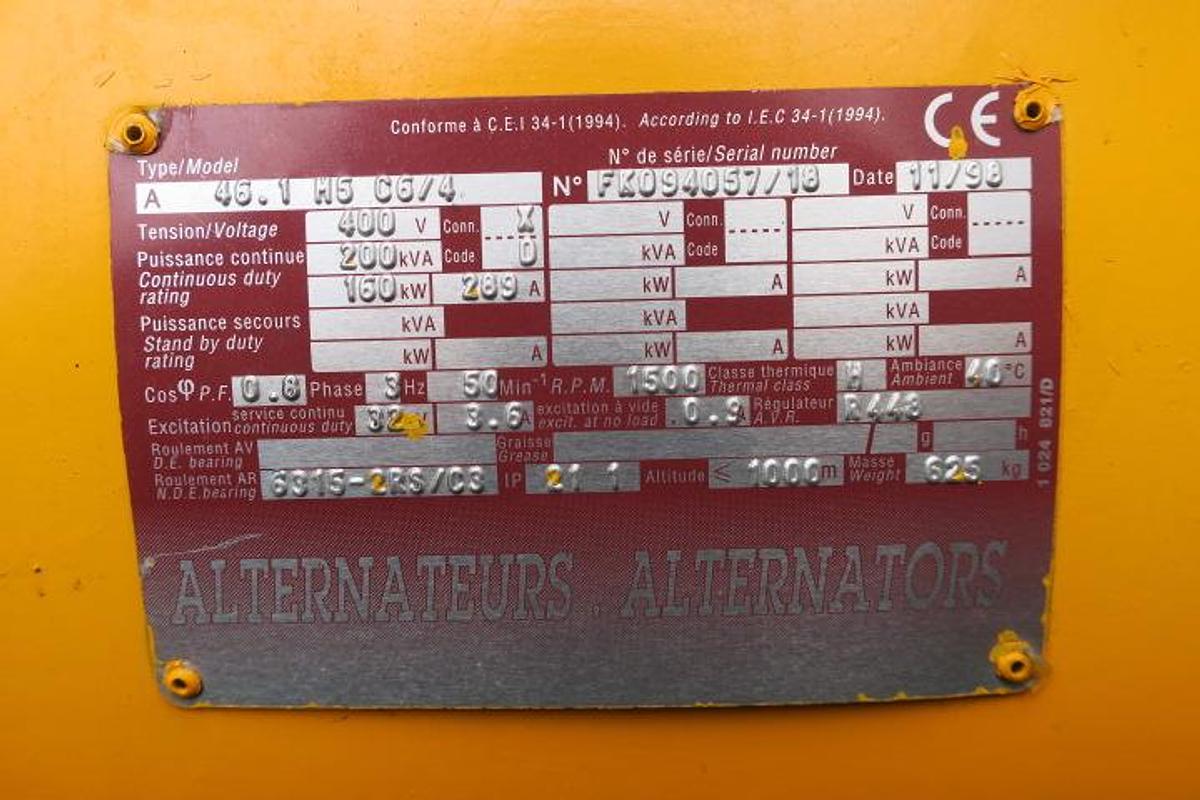 Conforme à C.E.I 34-1(1994). According to I.E.C 34-1(1994). CE
Type/Model N° de série/Serial number
A 46.1 M5 C6/4 N° FK094057/18 Date 11/98
Tension/Voltage 400 V Conn. X V Conn. V Conn.
Puissance continue 200 kVA Code 0 kVA Code kVA Code
Continuous duty rating 160 kW 289 A kW A kW A
Puissance secours kVA kVA kVA
Stand by duty rating kW A kW A kW A
Cos φ P.F. 0.8 Phase 3 Hz 50 Min-1 R.P.M. 1500 Classe thermique Thermal class H Ambiance Ambient 40 °C
Excitation service continu continuous duty 32 V 3.6 A excitation à vide excit. at no load 0.9 A Régulateur A.V.R. R448
Roulement AV D.E. bearing Graisse Grease g h
Roulement AR N.D.E. bearing 6315-2RS/C3 IP 21 1 Altitude ≤ 1000 m Masse Weight 625 kg
1 024 821/D
ALTERNATEURS . ALTERNATORS